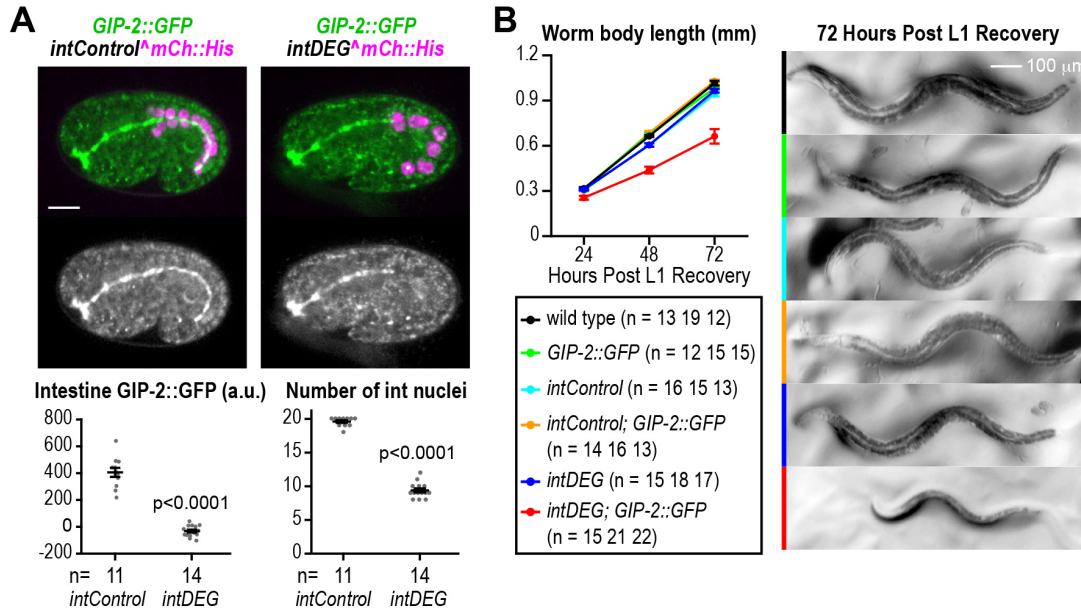 A
GIP-2::GFP
intControl^mCh::His
GIP-2::GFP
intDEG^mCh::His
Intestine GIP-2::GFP (a.u.)
800
600
400
200
0
-200
p<0.0001
n= 11 14
intControl intDEG
Number of int nuclei
20
15
10
5
0
p<0.0001
n= 11 14
intControl intDEG
B
Worm body length (mm)
1.2
0.9
0.6
0.3
0
24 48 72
Hours Post L1 Recovery
wild type (n = 13 19 12)
GIP-2::GFP (n = 12 15 15)
intControl (n = 16 15 13)
intControl; GIP-2::GFP
(n = 14 16 13)
intDEG (n = 15 18 17)
intDEG; GIP-2::GFP
(n = 15 21 22)
72 Hours Post L1 Recovery
100 μm